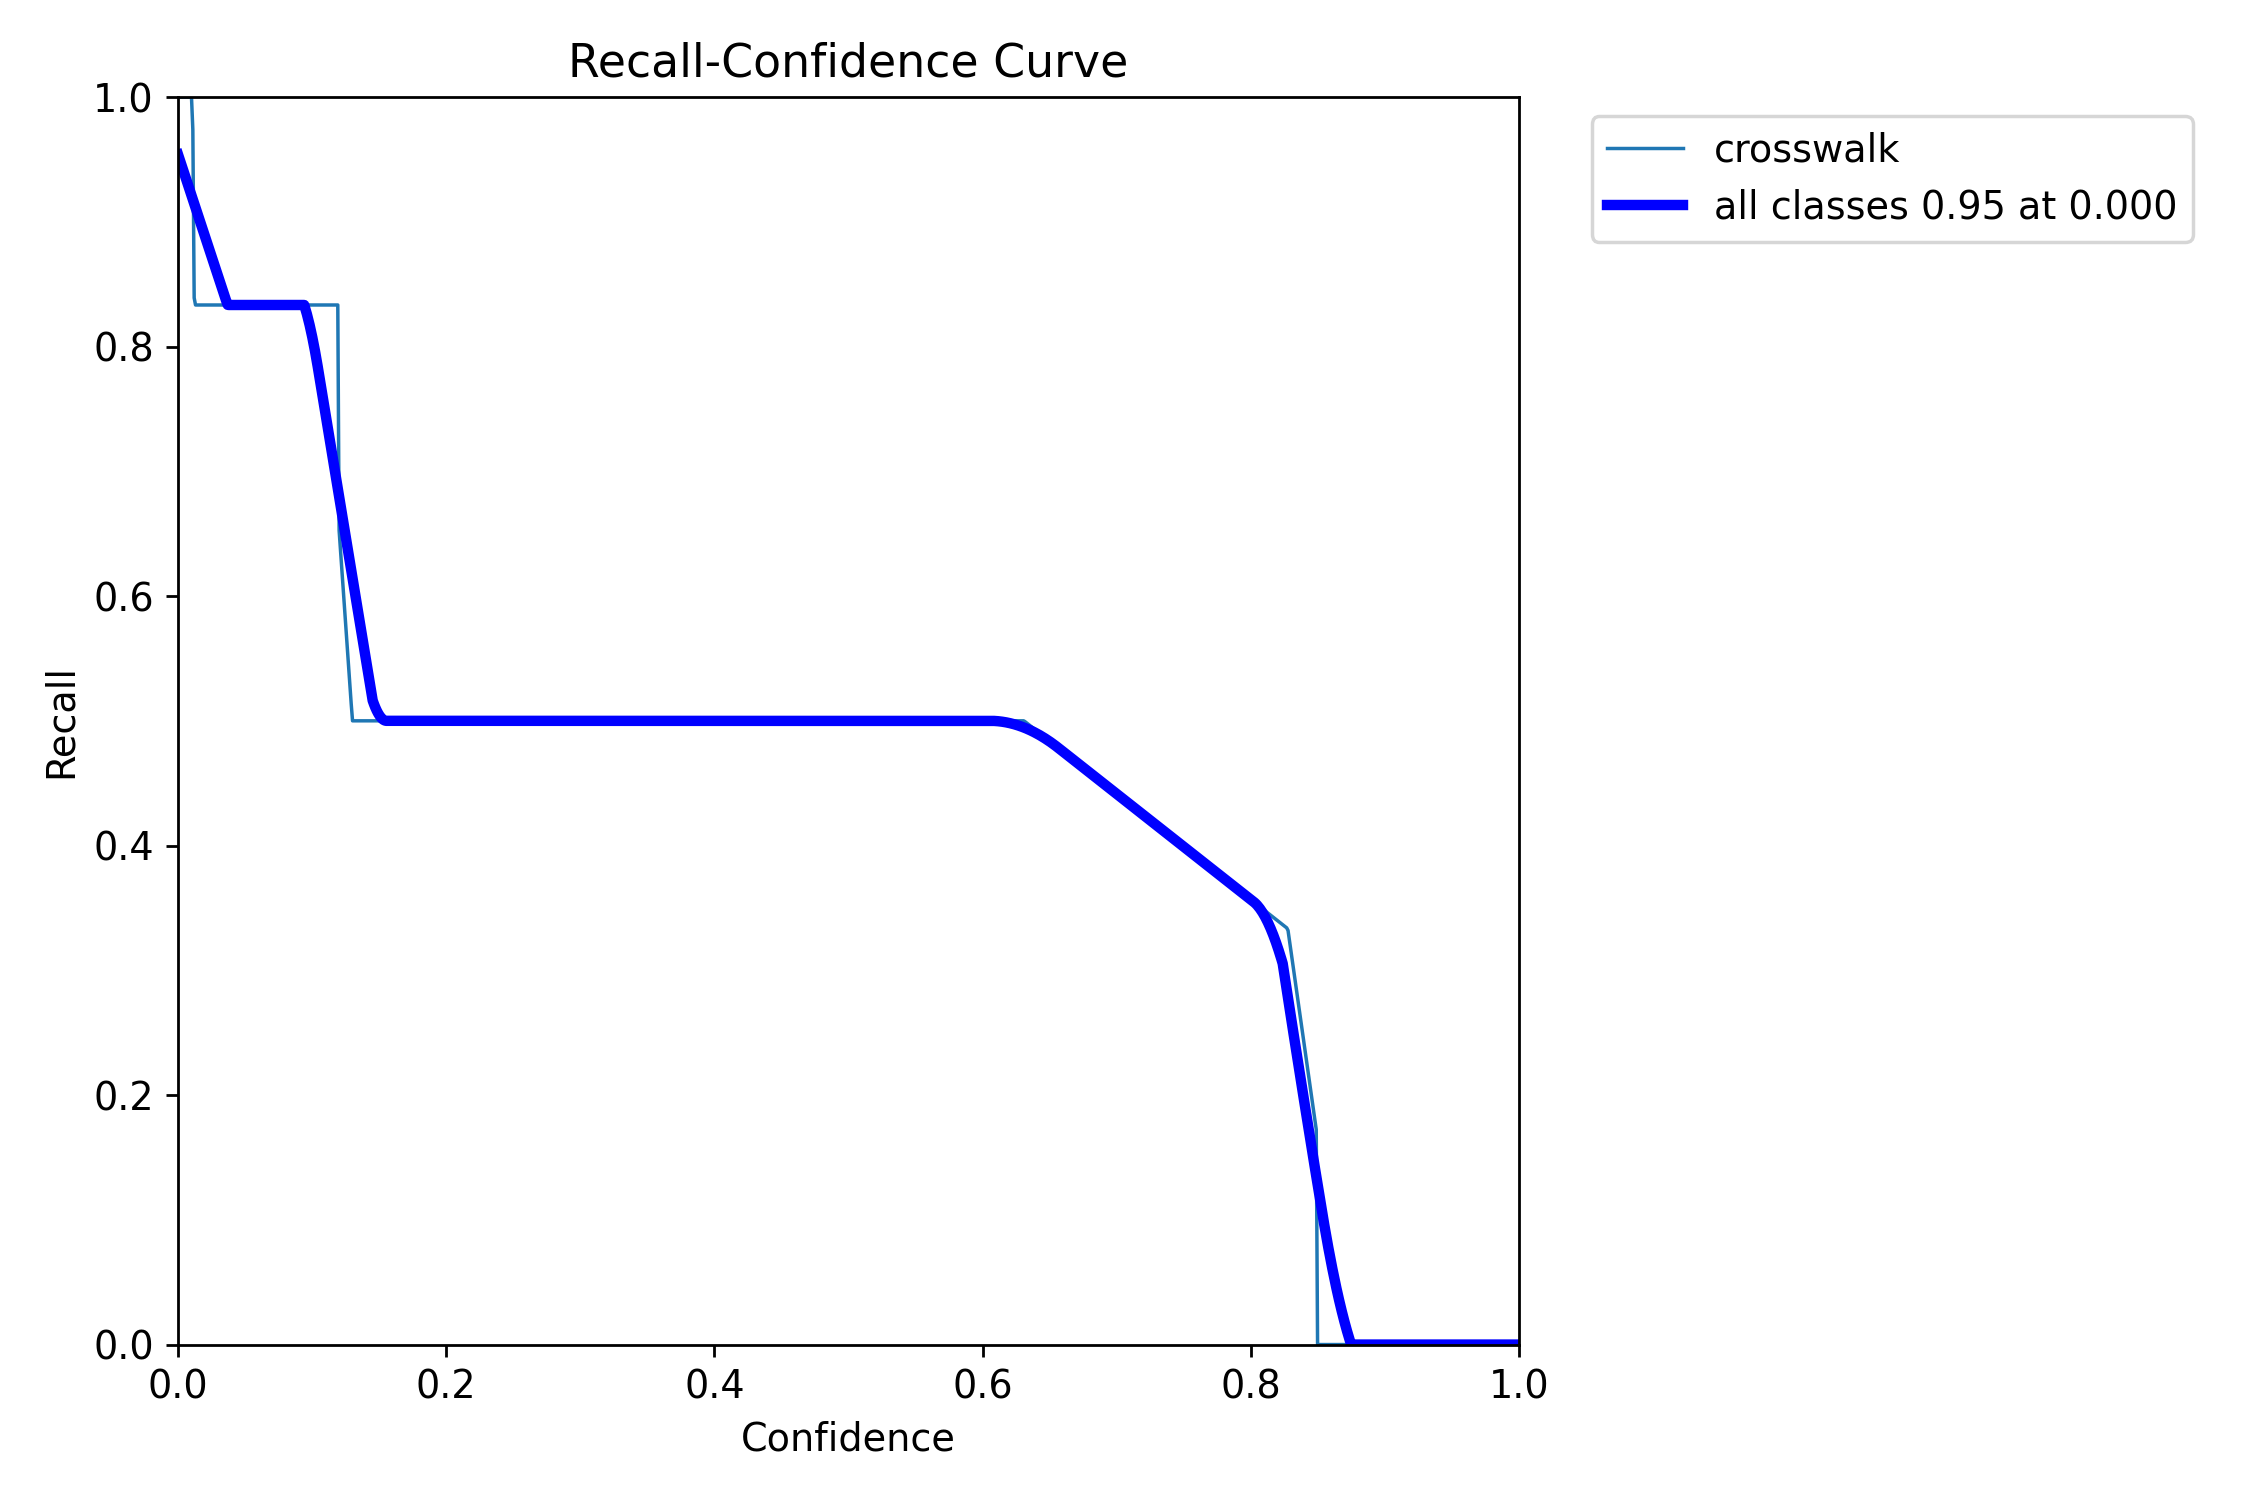 Recall-Confidence Curve
1.0
0.8
0.6
0.4
0.2
0.0
Recall
0.0 0.2 0.4 0.6 0.8 1.0
Confidence
crosswalk
all classes 0.95 at 0.000